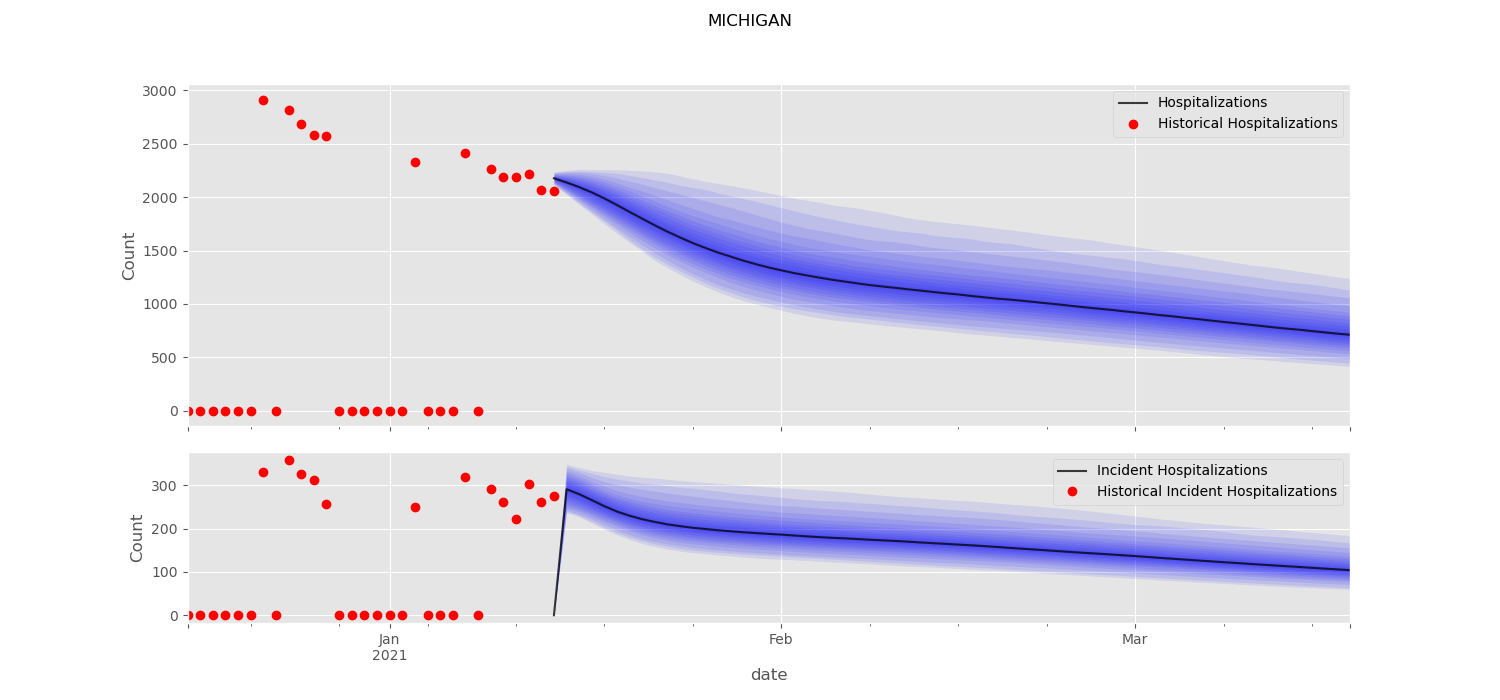 MICHIGAN
3000
2500
2000
1500
1000
500
0
Count
Hospitalizations
Historical Hospitalizations
300
200
100
0
Count
Incident Hospitalizations
Historical Incident Hospitalizations
Jan
2021
Feb
Mar
date